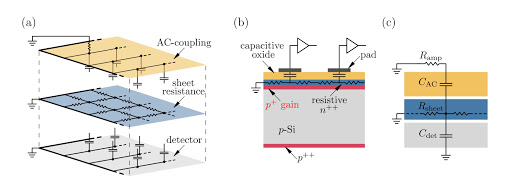 (a)
AC-coupling
sheet
resistance
detector
(b)
capacitive
oxide
pad
p⁺ gain
resistive
n⁺⁺
p-Si
p⁺⁺
(c)
R_amp
C_AC
R_sheet
C_det